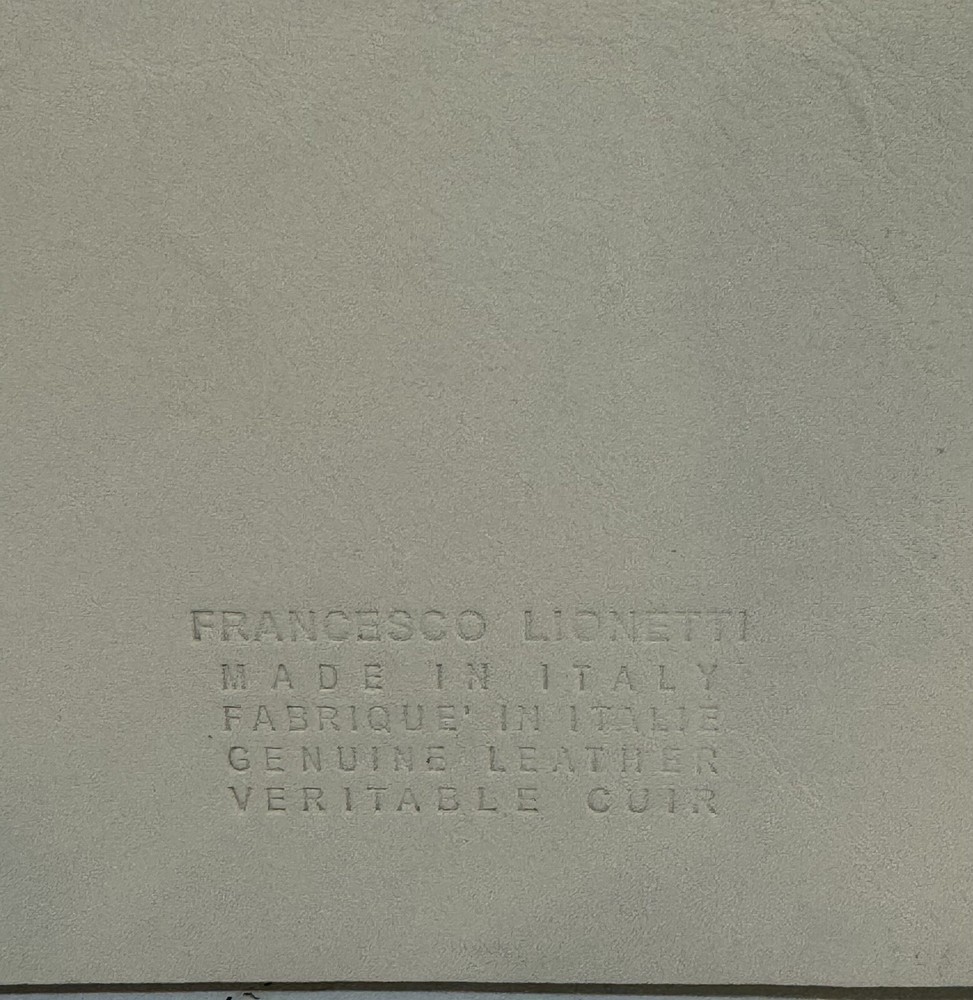 FRANCESCO LIONETTI
MADE IN ITALY
FABRIQUE' IN ITALIE
GENUINE LEATHER
VERITABLE CUIR